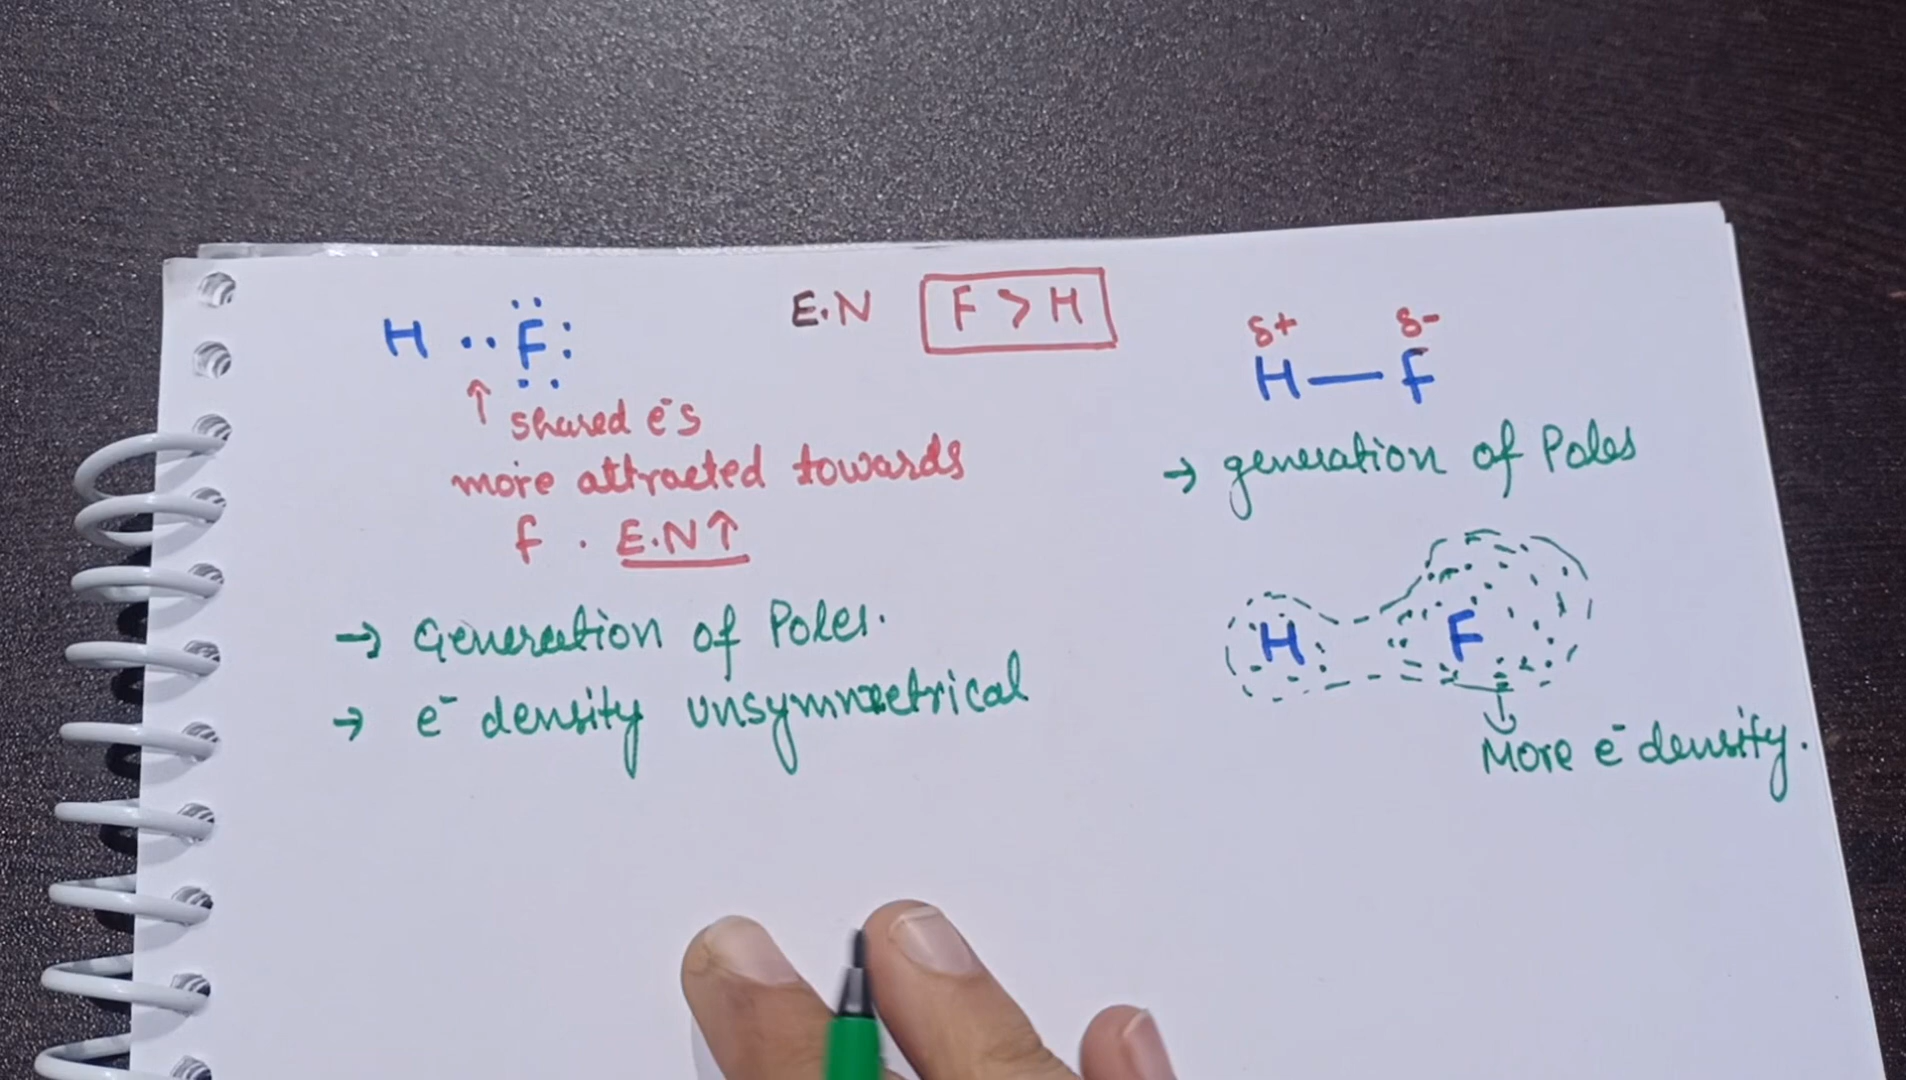 H : F
E.N F > H
↑ shared e⁻s
more attracted towards
F . E.N↑
→ Generation of Poles.
→ e⁻ density unsymmetrical
δ+ δ-
H — F
→ generation of Poles
H F
More e⁻ density.